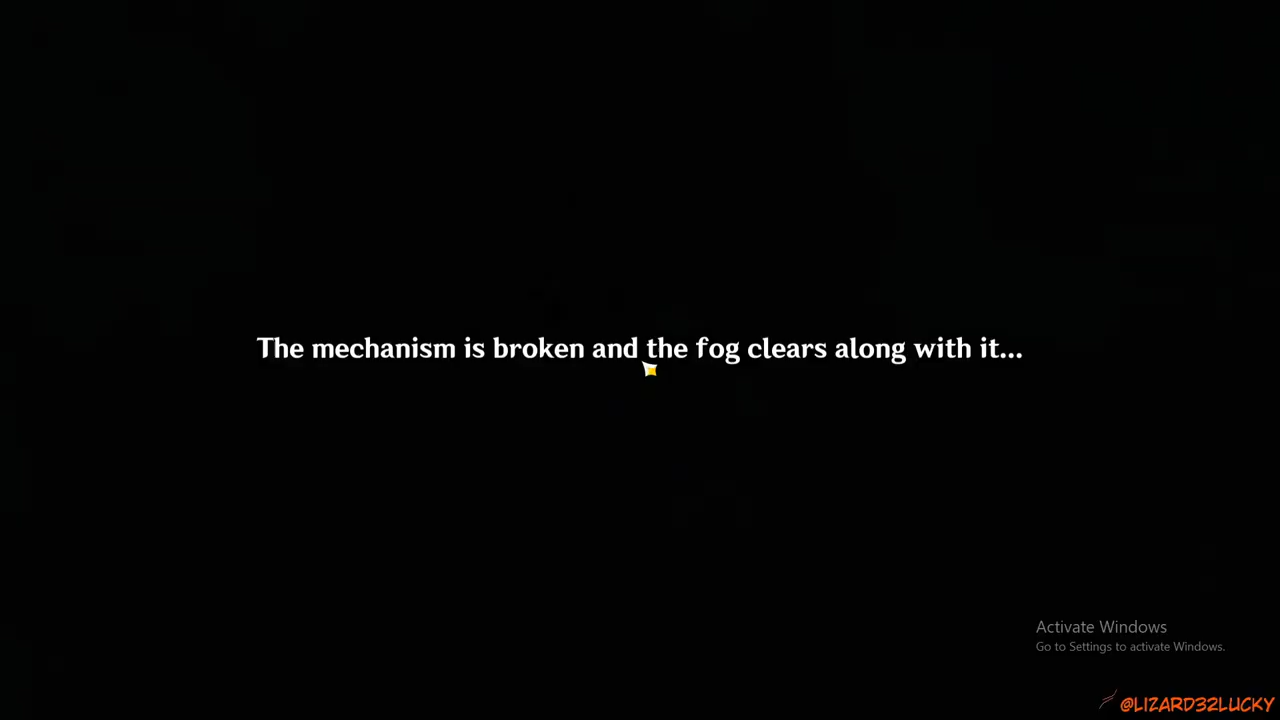 The mechanism is broken and the fog clears along with it...
Activate Windows
Go to Settings to activate Windows.
@LIZARD32LUCKY